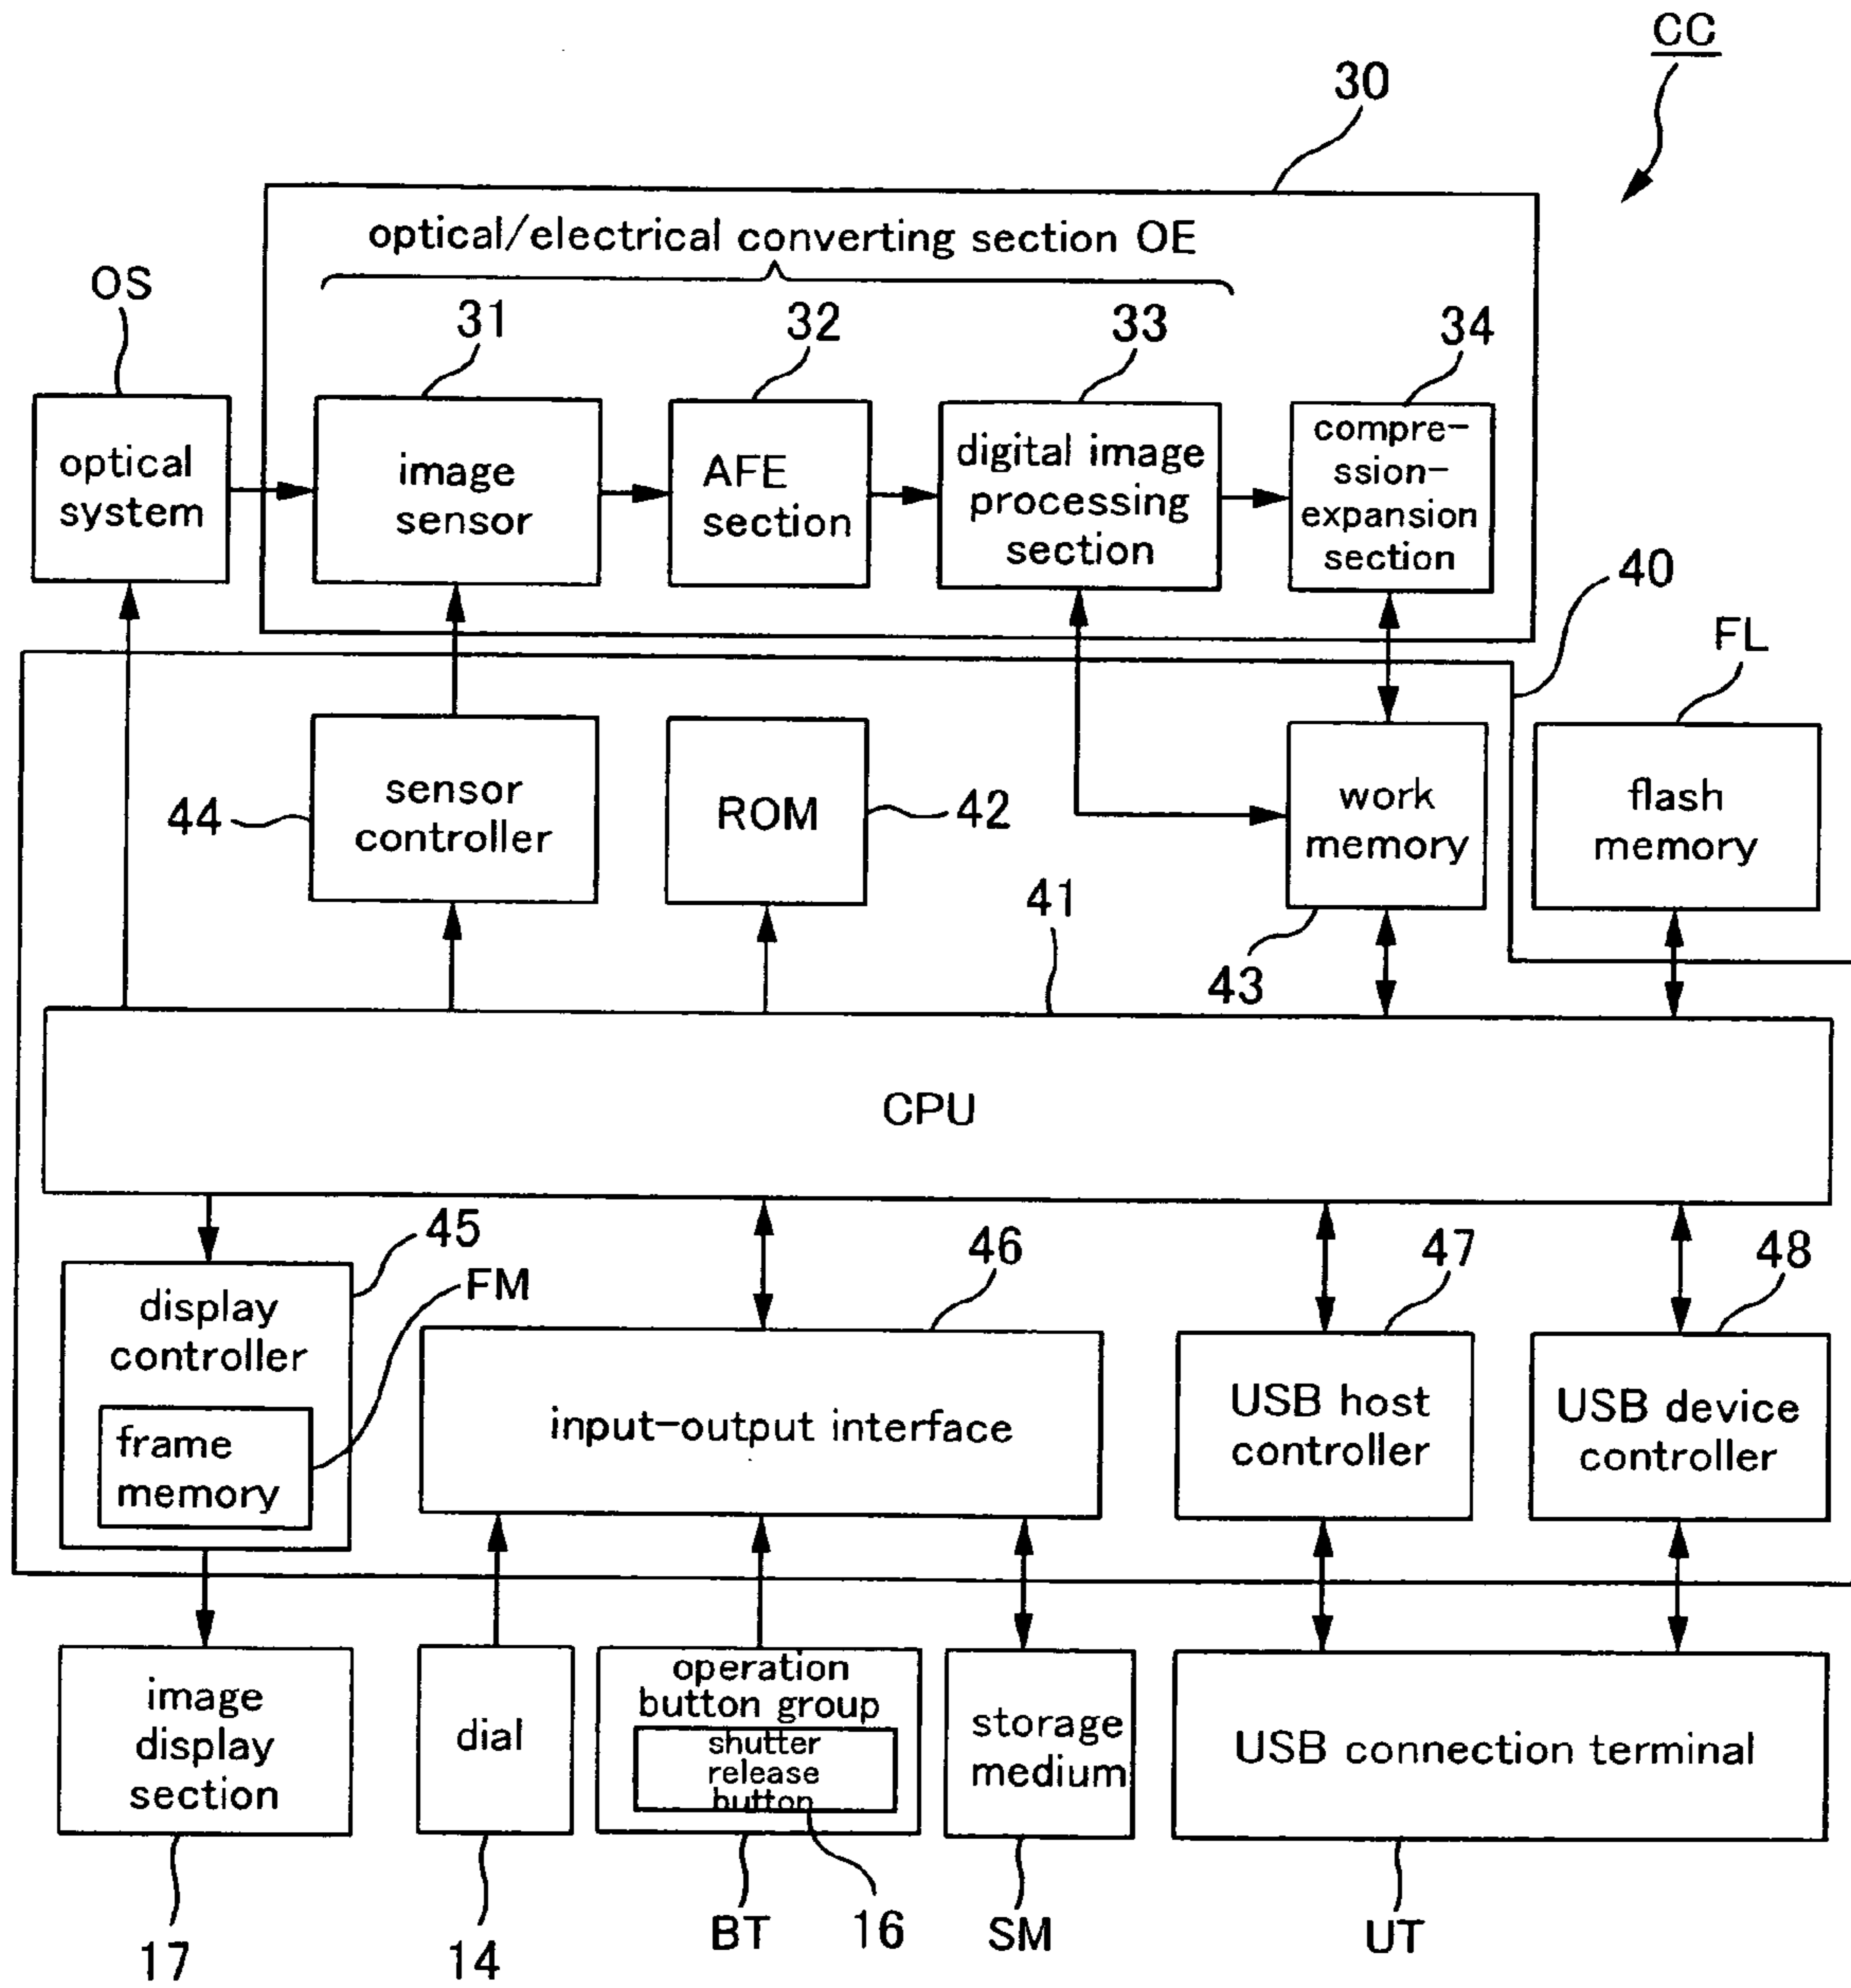 CC
30
optical/electrical converting section OE
OS
31
32
33
34
optical
system
image
sensor
AFE
section
digital image
processing
section
compre-
ssion-
expansion
section
40
FL
44
sensor
controller
ROM
42
work
memory
flash
memory
41
43
CPU
45
FM
46
47
48
display
controller
frame
memory
input-output interface
USB host
controller
USB device
controller
image
display
section
dial
operation
button group
shutter
release
button
storage
medium
USB connection terminal
17
14
BT
16
SM
UT